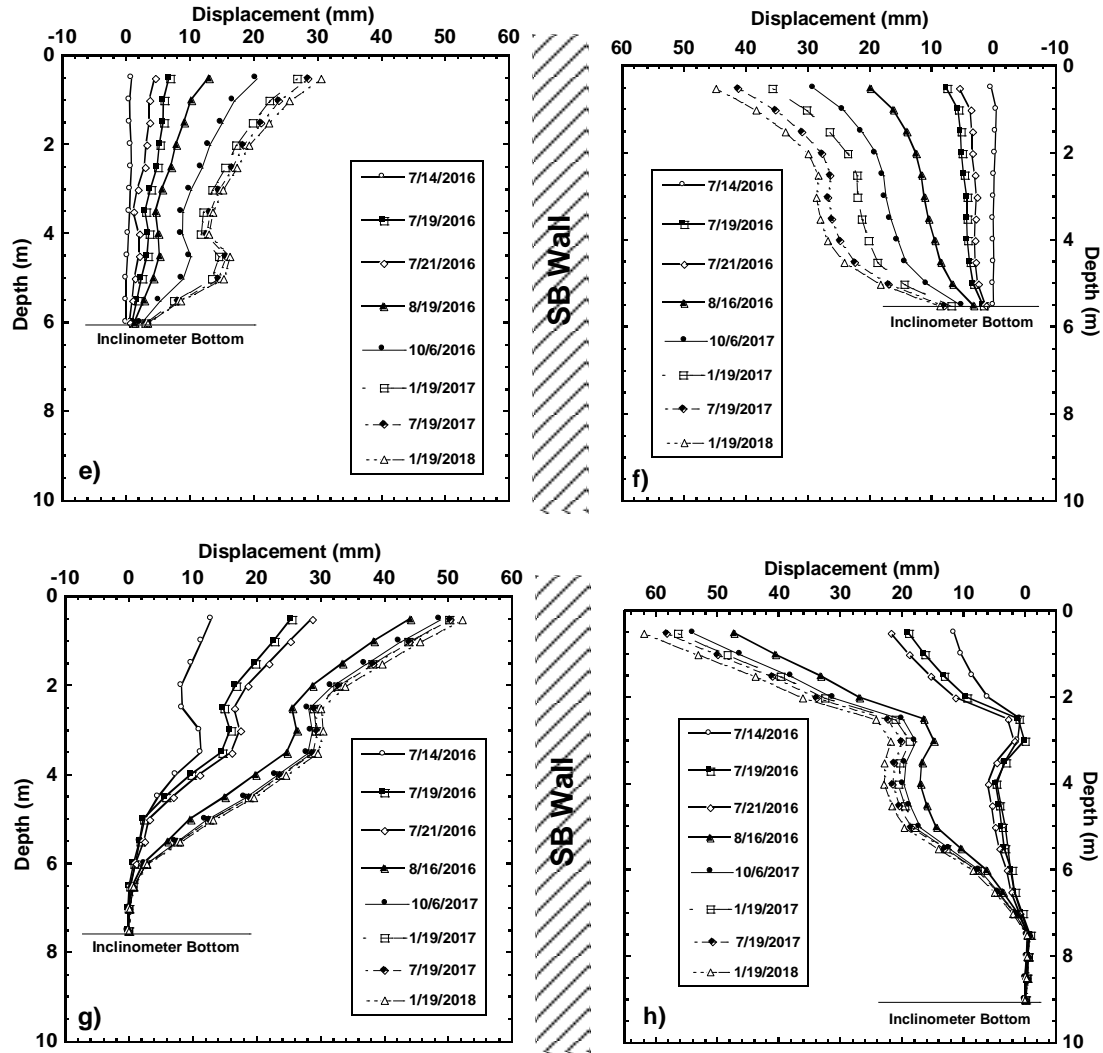 Displacement (mm)
-10 0 10 20 30 40 50 60
0
2
4
6
8
10
Depth (m)
7/14/2016
7/19/2016
7/21/2016
8/19/2016
10/6/2016
1/19/2017
7/19/2017
1/19/2018
Inclinometer Bottom
e)
SB Wall
Displacement (mm)
60 50 40 30 20 10 0 -10
0
2
4
6
8
10
Depth (m)
7/14/2016
7/19/2016
7/21/2016
8/16/2016
10/6/2017
1/19/2017
7/19/2017
1/19/2018
Inclinometer Bottom
f)
Displacement (mm)
-10 0 10 20 30 40 50 60
0
2
4
6
8
10
Depth (m)
7/14/2016
7/19/2016
7/21/2016
8/16/2016
10/6/2017
1/19/2017
7/19/2017
1/19/2018
Inclinometer Bottom
g)
SB Wall
Displacement (mm)
60 50 40 30 20 10 0
0
2
4
6
8
10
Depth (m)
7/14/2016
7/19/2016
7/21/2016
8/16/2016
10/6/2017
1/19/2017
7/19/2017
1/19/2018
Inclinometer Bottom
h)